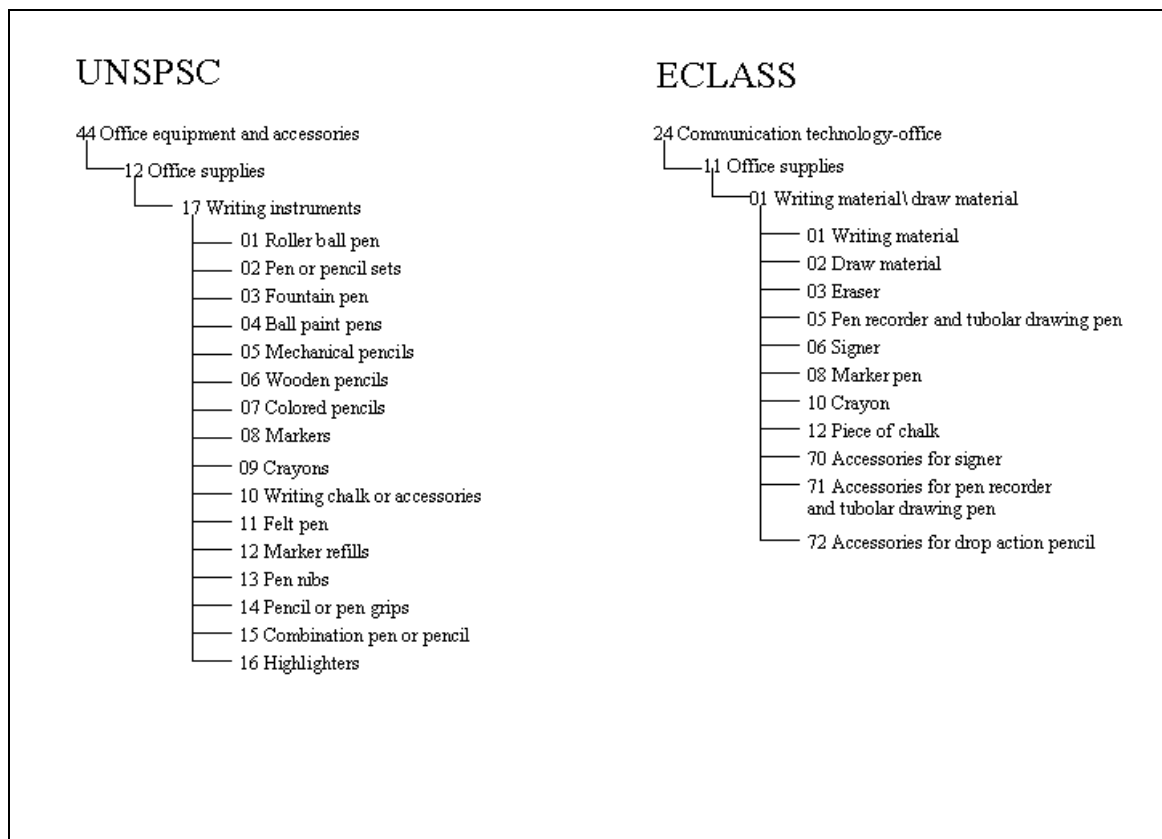 UNSPSC
44 Office equipment and accessories
12 Office supplies
17 Writing instruments
01 Roller ball pen
02 Pen or pencil sets
03 Fountain pen
04 Ball paint pens
05 Mechanical pencils
06 Wooden pencils
07 Colored pencils
08 Markers
09 Crayons
10 Writing chalk or accessories
11 Felt pen
12 Marker refills
13 Pen nibs
14 Pencil or pen grips
15 Combination pen or pencil
16 Highlighters
ECLASS
24 Communication technology-office
11 Office supplies
01 Writing material\ draw material
01 Writing material
02 Draw material
03 Eraser
05 Pen recorder and tubolar drawing pen
06 Signer
08 Marker pen
10 Crayon
12 Piece of chalk
70 Accessories for signer
71 Accessories for pen recorder
and tubolar drawing pen
72 Accessories for drop action pencil